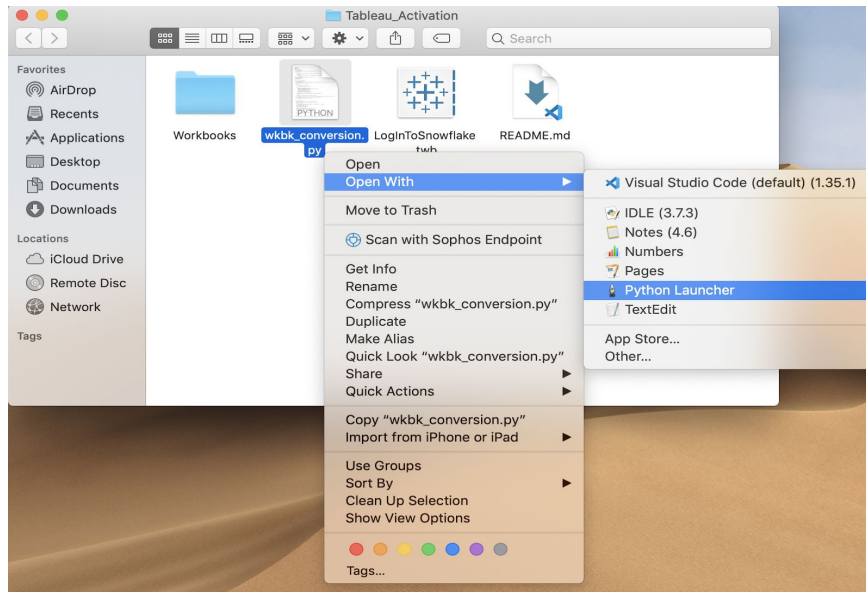 Tableau_Activation
Search
Favorites
AirDrop
Recents
Applications
Desktop
Documents
Downloads
Locations
iCloud Drive
Remote Disc
Network
Tags
PYTHON
Workbooks
wkbk_conversion.
py
LogInToSnowflake
twb
README.md
Open
Open With
Move to Trash
Scan with Sophos Endpoint
Get Info
Rename
Compress “wkbk_conversion.py”
Duplicate
Make Alias
Quick Look “wkbk_conversion.py”
Share
Quick Actions
Copy “wkbk_conversion.py”
Import from iPhone or iPad
Use Groups
Sort By
Clean Up Selection
Show View Options
Tags...
Visual Studio Code (default) (1.35.1)
IDLE (3.7.3)
Notes (4.6)
Numbers
Pages
Python Launcher
TextEdit
App Store...
Other...